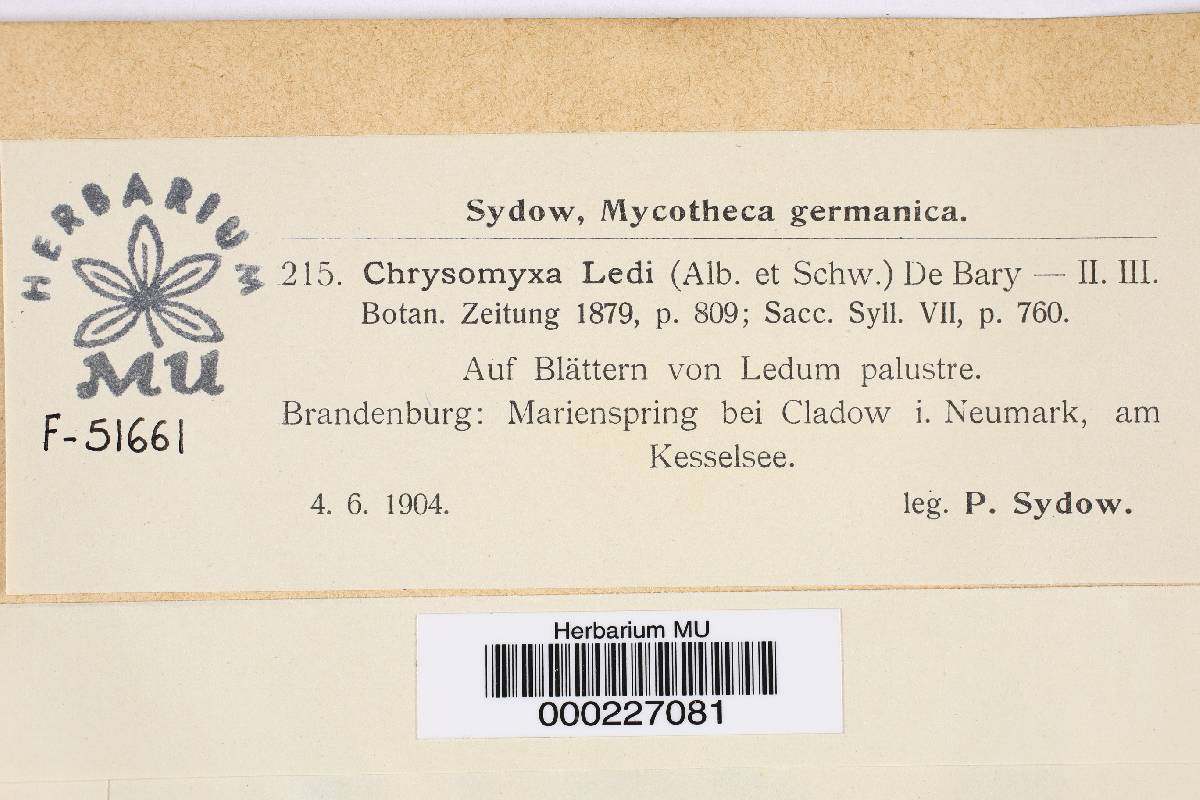 HERBARIUM
MU
F-51661
Sydow, Mycotheca germanica.
215. Chrysomyxa Ledi (Alb. et Schw.) De Bary — II. III.
Botan. Zeitung 1879, p. 809; Sacc. Syll. VII, p. 760.
Auf Blättern von Ledum palustre.
Brandenburg: Marienspring bei Cladow i. Neumark, am
Kesselsee.
4. 6. 1904. leg. P. Sydow.
Herbarium MU
000227081